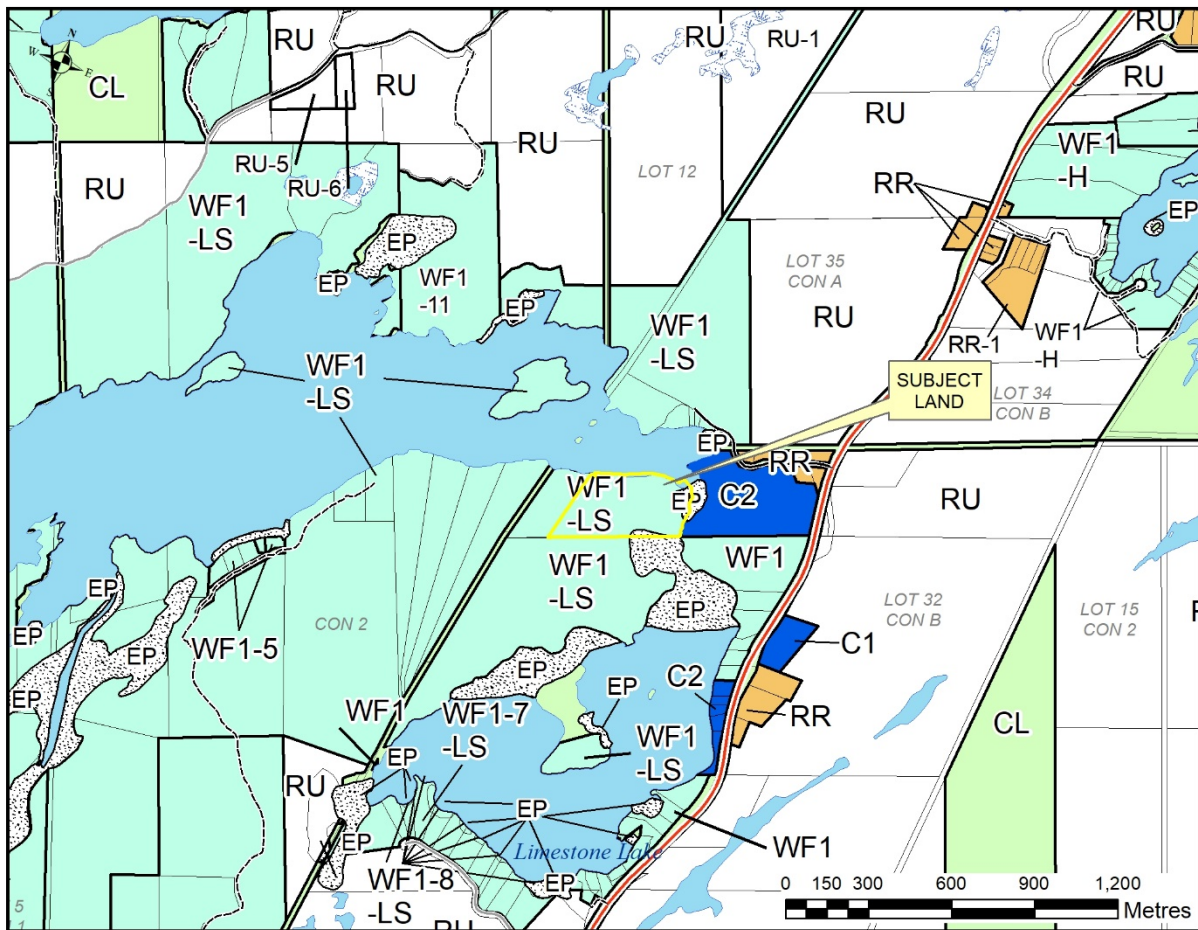 RU
RU
RU-1
RU
N
W
E
S
CL
RU
RU
RU
RU
RU
RU-5
RU-6
LOT 12
WF1
-H
RU
WF1
-LS
EP
RR
EP
WF1
-11
EP
LOT 35
CON A
EP
WF1
-LS
RU
RR-1
WF1
-H
WF1
-LS
SUBJECT
LAND
LOT 34
CON B
EP
RR
WF1
-LS
EP
C2
RU
WF1
-LS
WF1
EP
EP
CON 2
LOT 32
CON B
LOT 15
CON 2
EP
WF1-5
C1
EP
EP
EP
C2
WF1
WF1-7
-LS
WF1
-LS
RR
CL
EP
RU
EP
EP
Limestone Lake
WF1
WF1-8
-LS
EP
RU
5
0 150 300 600 900 1,200
Metres